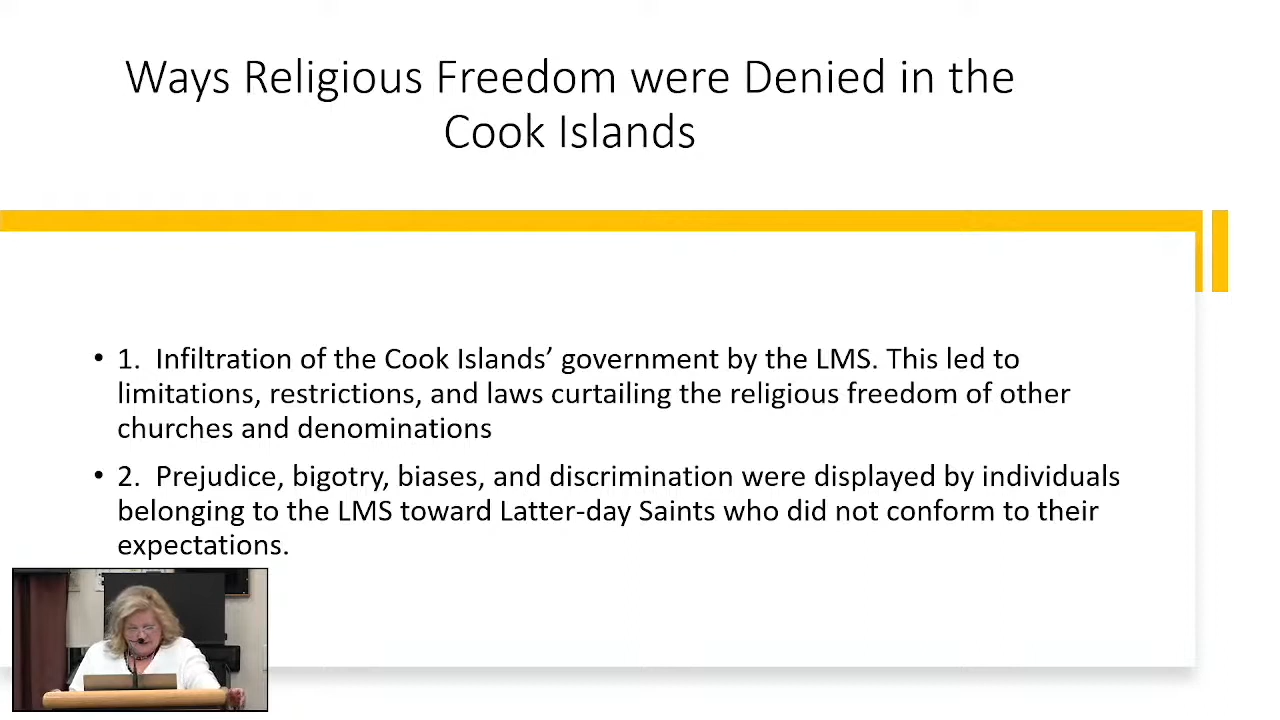 Ways Religious Freedom were Denied in the
Cook Islands
• 1. Infiltration of the Cook Islands’ government by the LMS. This led to
limitations, restrictions, and laws curtailing the religious freedom of other
churches and denominations
• 2. Prejudice, bigotry, biases, and discrimination were displayed by individuals
belonging to the LMS toward Latter-day Saints who did not conform to their
expectations.